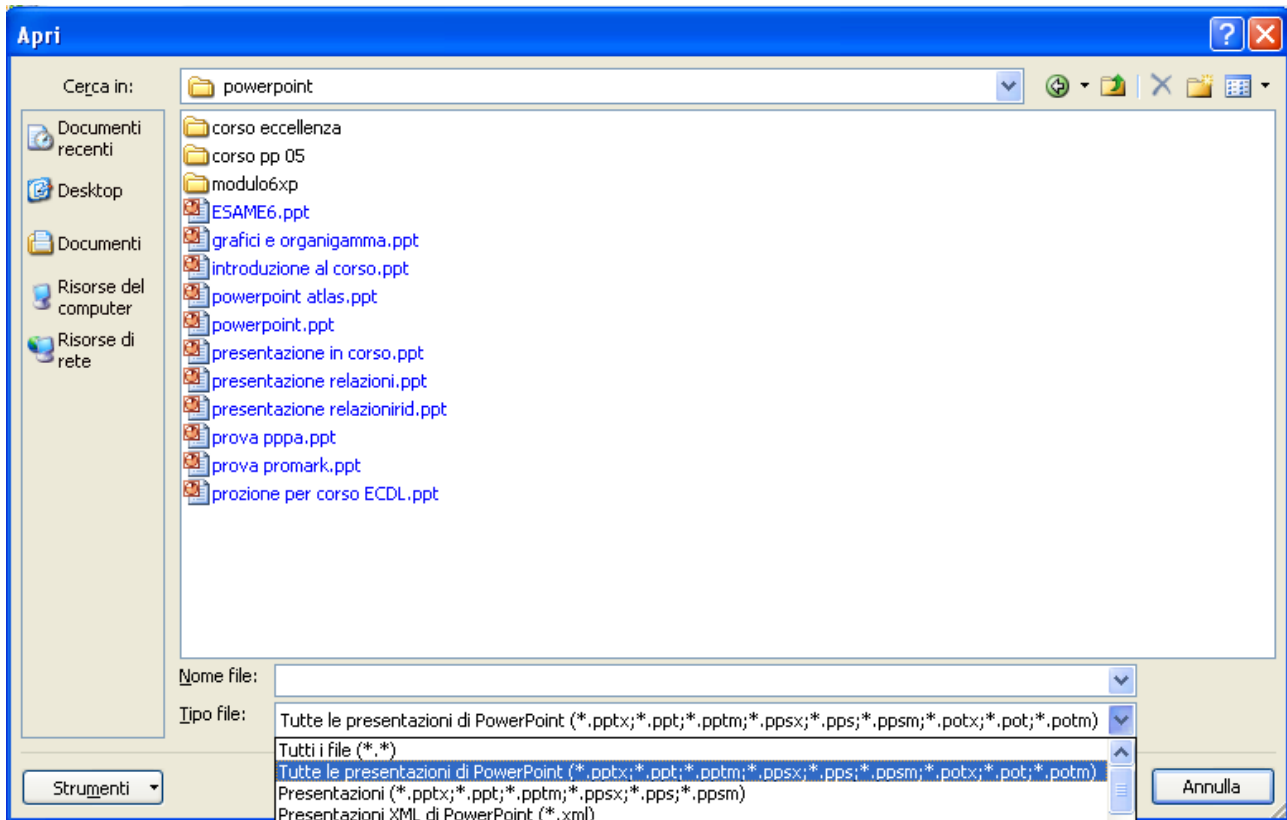 Apri
Cerca in:
powerpoint
Documenti
recenti
Desktop
Documenti
Risorse del
computer
Risorse di
rete
corso eccellenza
corso pp 05
modulo6xp
ESAME6.ppt
grafici e organigamma.ppt
introduzione al corso.ppt
powerpoint atlas.ppt
powerpoint.ppt
presentazione in corso.ppt
presentazione relazioni.ppt
presentazione relazionirid.ppt
prova pppa.ppt
prova promark.ppt
prozione per corso ECDL.ppt
Nome file:
Tipo file:
Tutte le presentazioni di PowerPoint (*.pptx;*.ppt;*.pptm;*.ppsx;*.pps;*.ppsm;*.potx;*.pot;*.potm)
Tutti i file (*.*)
Tutte le presentazioni di PowerPoint (*.pptx;*.ppt;*.pptm;*.ppsx;*.pps;*.ppsm;*.potx;*.pot;*.potm)
Presentazioni (*.pptx;*.ppt;*.pptm;*.ppsx;*.pps;*.ppsm)
Presentazioni XML di PowerPoint (*.xml)
Strumenti
Annulla